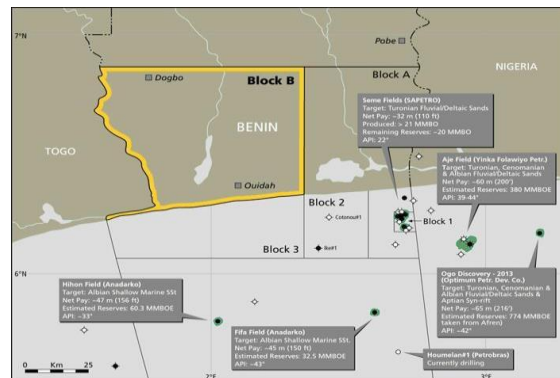 7°N
Pobe
NIGERIA
Dogbo
Block B
Block A
Seme Fields (SAPETRO)
Target: Turonian Fluvial/Deltaic Sands
Net Pay: ~32 m (110 ft)
Produced: > 21 MMBO
Remaining Reserves: ~20 MMBO
API: 22°
BENIN
TOGO
Aje Field (Yinka Folawiyo Petr.)
Target: Turonian, Cenomanian
& Albian Fluvial/Deltaic Sands
Net Pay: ~60 m (200')
Estimated Reserves: 380 MMBOE
API: 39-44°
Ouidah
Block 2
Cotonou#1
Block 1
Block 3
6°N
Hihon Field (Anadarko)
Target: Albian Shallow Marine SSt
Net Pay: ~47 m (156 ft)
Estimated Reserves: 60.3 MMBOE
API: ~33°
Ogo Discovery - 2013
(Optimum Petr. Dev. Co.)
Target: Turonian, Cenomanian &
Albian Fluvial/Deltaic Sands &
Aptian Syn-rift
Net Pay: ~65 m (216')
Estimated Reserves: 774 MMBOE
taken from Afren)
API: ~42°
Fifa Field (Anadarko)
Target: Albian Shallow Marine SSt
Net Pay: ~45 m (150 ft)
Estimated Reserves: 32.5 MMBOE
API: ~43°
Houmelan#1 (Petrobras)
Currently drilling
0 Km 25
2°E
3°E